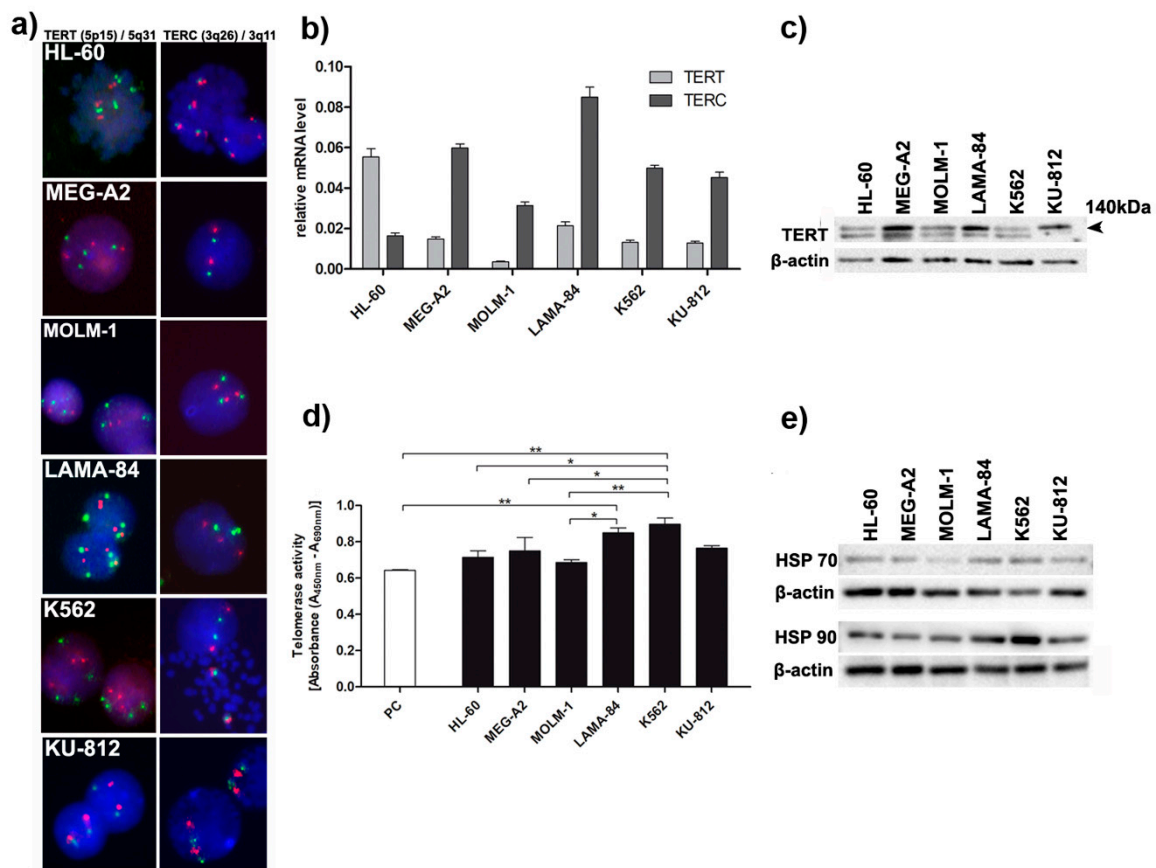 a)
TERT (5p15) / 5q31 TERC (3q26) / 3q11
HL-60
MEG-A2
MOLM-1
LAMA-84
K562
KU-812
b)
relative mRNA level
0.10
0.08
0.06
0.04
0.02
0.00
TERT
TERC
HL-60 MEG-A2 MOLM-1 LAMA-84 K562 KU-812
c)
HL-60 MEG-A2 MOLM-1 LAMA-84 K562 KU-812
140kDa
TERT
β-actin
d)
Telomerase activity
[Absorbance (A450nm - A690nm)]
1.0
0.8
0.6
0.4
0.2
0.0
**
*
*
** **
*
PC HL-60 MEG-A2 MOLM-1 LAMA-84 K562 KU-812
e)
HL-60 MEG-A2 MOLM-1 LAMA-84 K562 KU-812
HSP 70
β-actin
HSP 90
β-actin